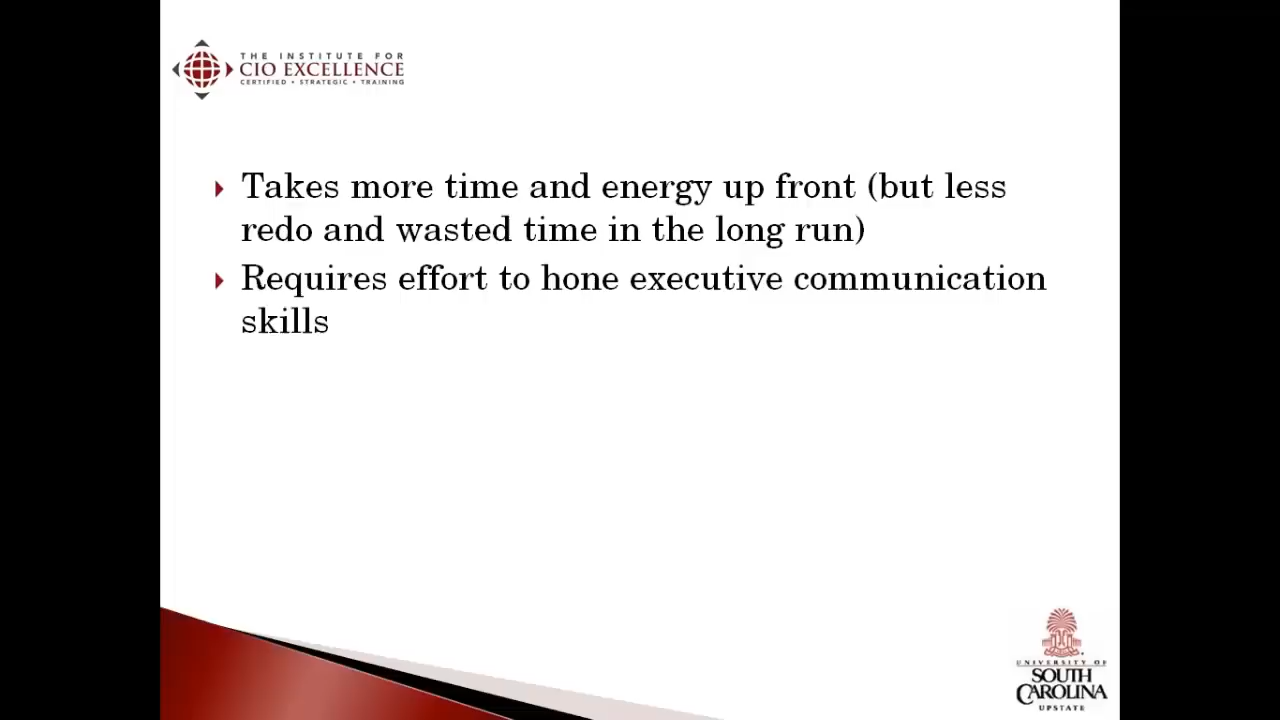 THE INSTITUTE FOR
CIO EXCELLENCE
CERTIFIED • STRATEGIC • TRAINING
Takes more time and energy up front (but less
redo and wasted time in the long run)
Requires effort to hone executive communication
skills
UNIVERSITY OF
SOUTH
CAROLINA
UPSTATE